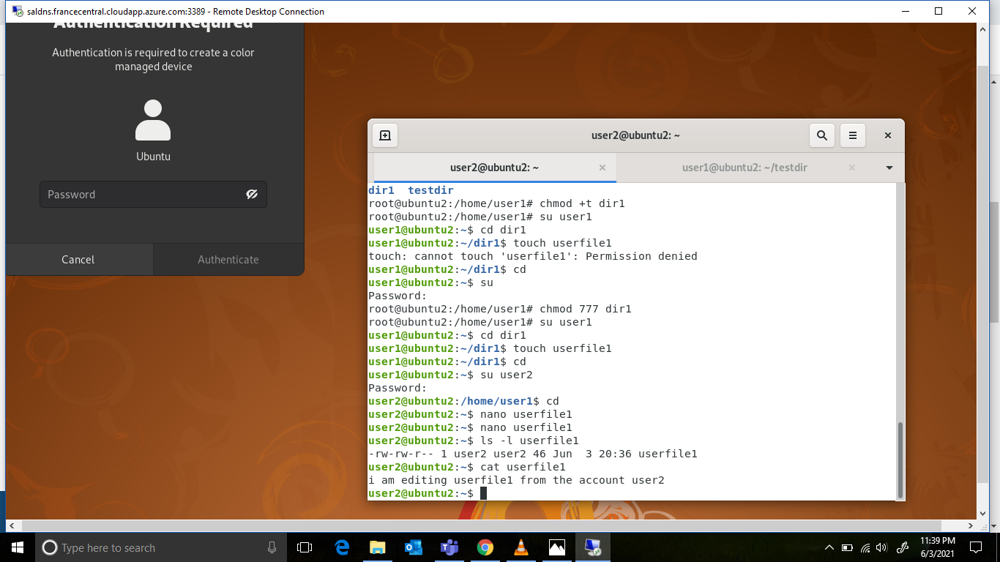 saldns.francecentral.cloudapp.azure.com:3389 - Remote Desktop Connection
Authentication Required
Authentication is required to create a color
managed device
Ubuntu
Password
Cancel
Authenticate
user2@ubuntu2: ~
user2@ubuntu2: ~
user1@ubuntu2: ~/testdir
dir1  testdir
root@ubuntu2:/home/user1# chmod +t dir1
root@ubuntu2:/home/user1# su user1
user1@ubuntu2:~$ cd dir1
user1@ubuntu2:~/dir1$ touch userfile1
touch: cannot touch 'userfile1': Permission denied
user1@ubuntu2:~/dir1$ cd
user1@ubuntu2:~$ su
Password:
root@ubuntu2:/home/user1# chmod 777 dir1
root@ubuntu2:/home/user1# su user1
user1@ubuntu2:~$ cd dir1
user1@ubuntu2:~/dir1$ touch userfile1
user1@ubuntu2:~/dir1$ cd
user1@ubuntu2:~$ su user2
Password:
user2@ubuntu2:/home/user1$ cd
user2@ubuntu2:~$ nano userfile1
user2@ubuntu2:~$ nano userfile1
user2@ubuntu2:~$ ls -l userfile1
-rw-rw-r-- 1 user2 user2 46 Jun  3 20:36 userfile1
user2@ubuntu2:~$ cat userfile1
i am editing userfile1 from the account user2
user2@ubuntu2:~$
Type here to search
11:39 PM
6/3/2021